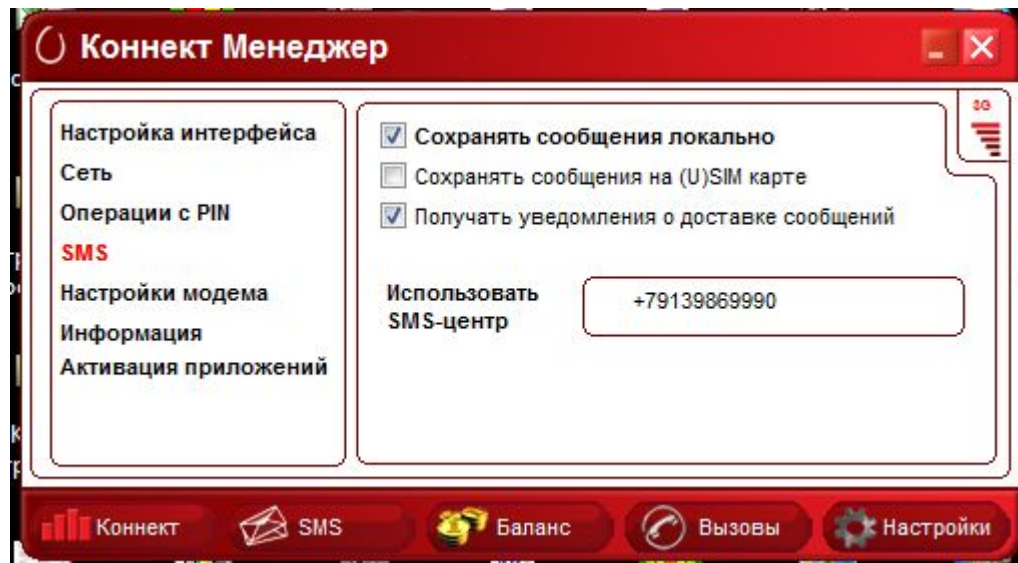 Коннект Менеджер
3G
Настройка интерфейса
Сеть
Операции с PIN
SMS
Настройки модема
Информация
Активация приложений
Сохранять сообщения локально
Сохранять сообщения на (U)SIM карте
Получать уведомления о доставке сообщений
Использовать
SMS-центр
+79139869990
Коннект
SMS
Баланс
Вызовы
Настройки